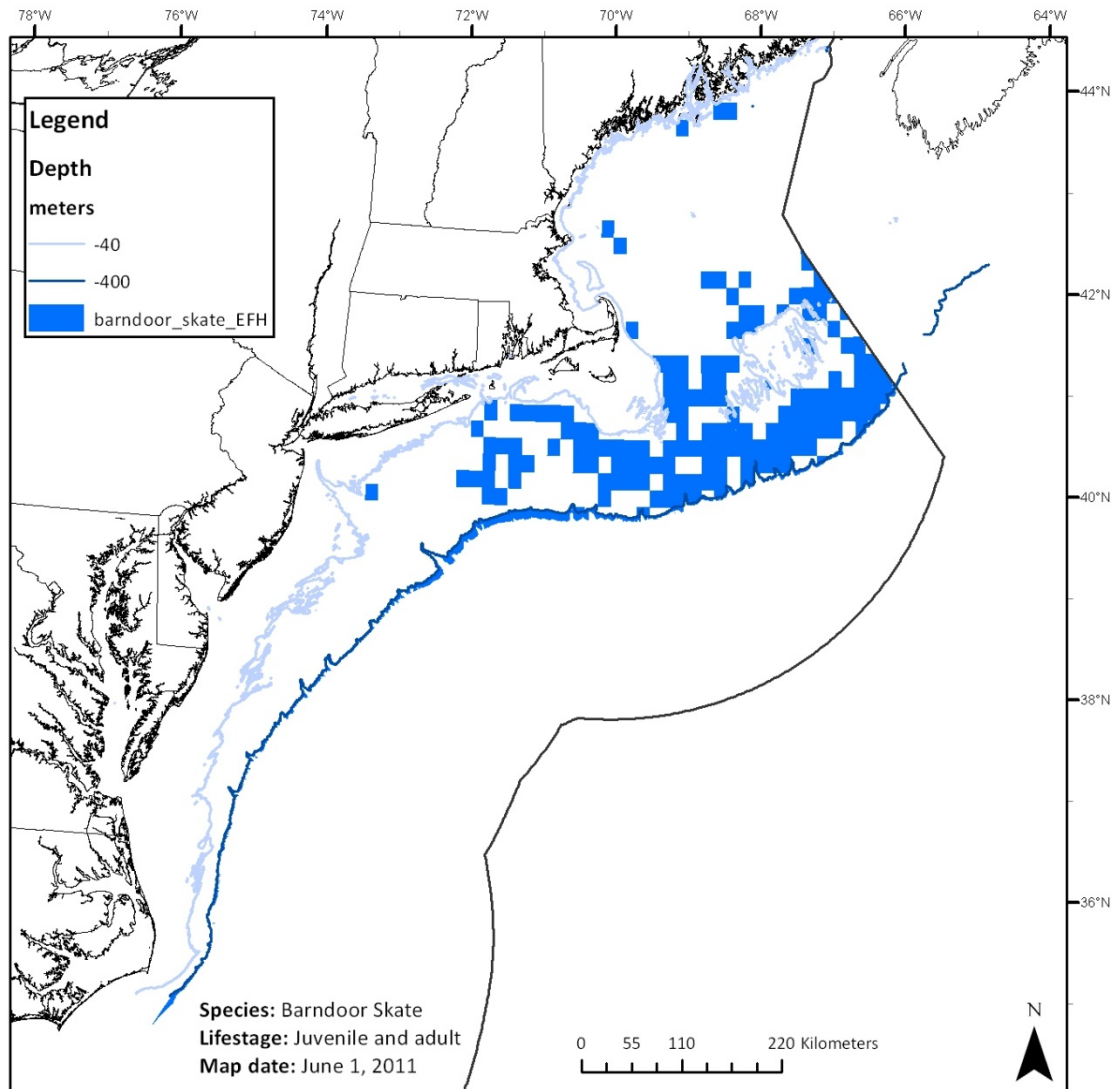 78°W 76°W 74°W 72°W 70°W 68°W 66°W 64°W
44°N
Legend
Depth
meters
-40
-400
barndoor_skate_EFH
42°N
40°N
38°N
36°N
Species: Barndoor Skate
Lifestage: Juvenile and adult
Map date: June 1, 2011
0 55 110 220 Kilometers
N